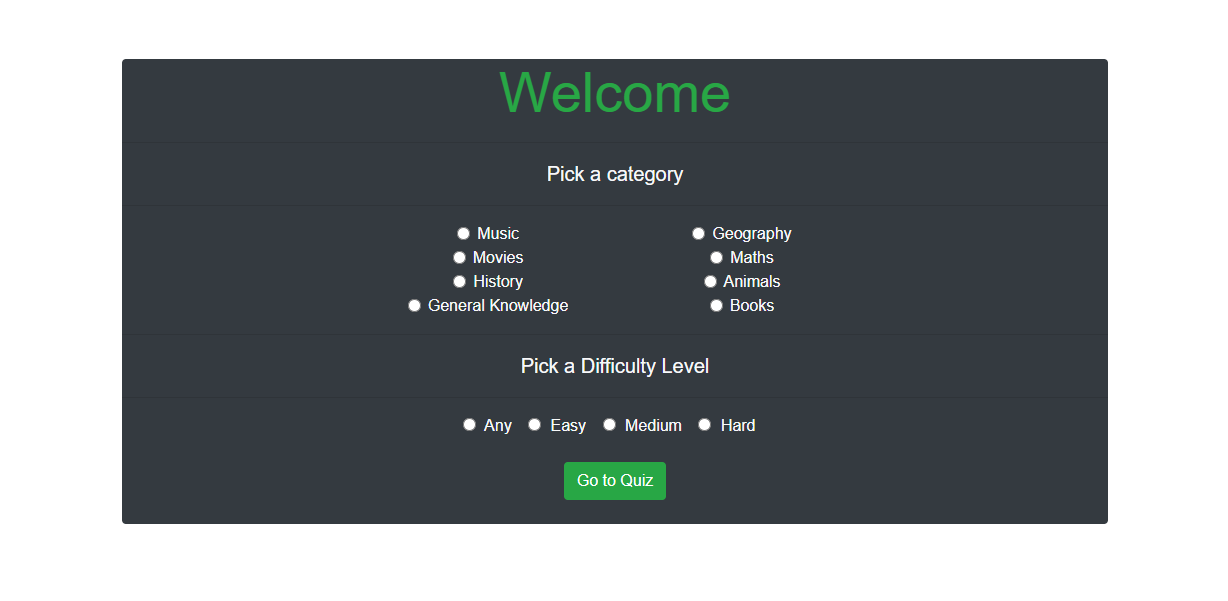 Welcome
Pick a category
Music
Movies
History
General Knowledge
Geography
Maths
Animals
Books
Pick a Difficulty Level
Any Easy Medium Hard
Go to Quiz